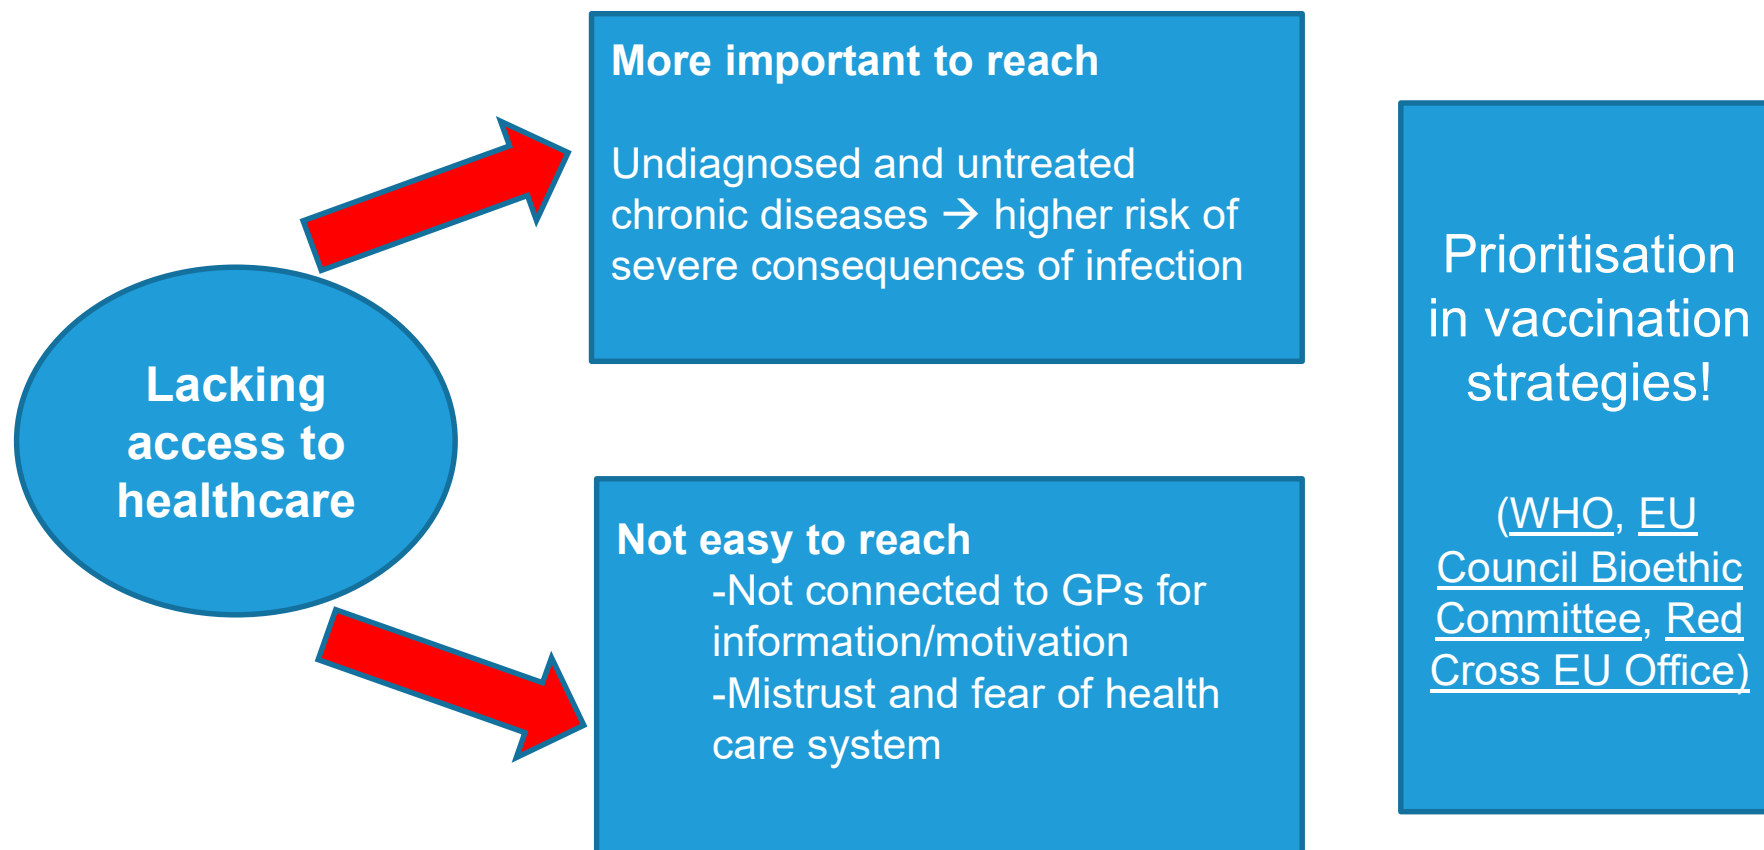 Lacking
access to
healthcare
More important to reach
Undiagnosed and untreated
chronic diseases → higher risk of
severe consequences of infection
Not easy to reach
-Not connected to GPs for
information/motivation
-Mistrust and fear of health
care system
Prioritisation
in vaccination
strategies!
(WHO, EU
Council Bioethic
Committee, Red
Cross EU Office)